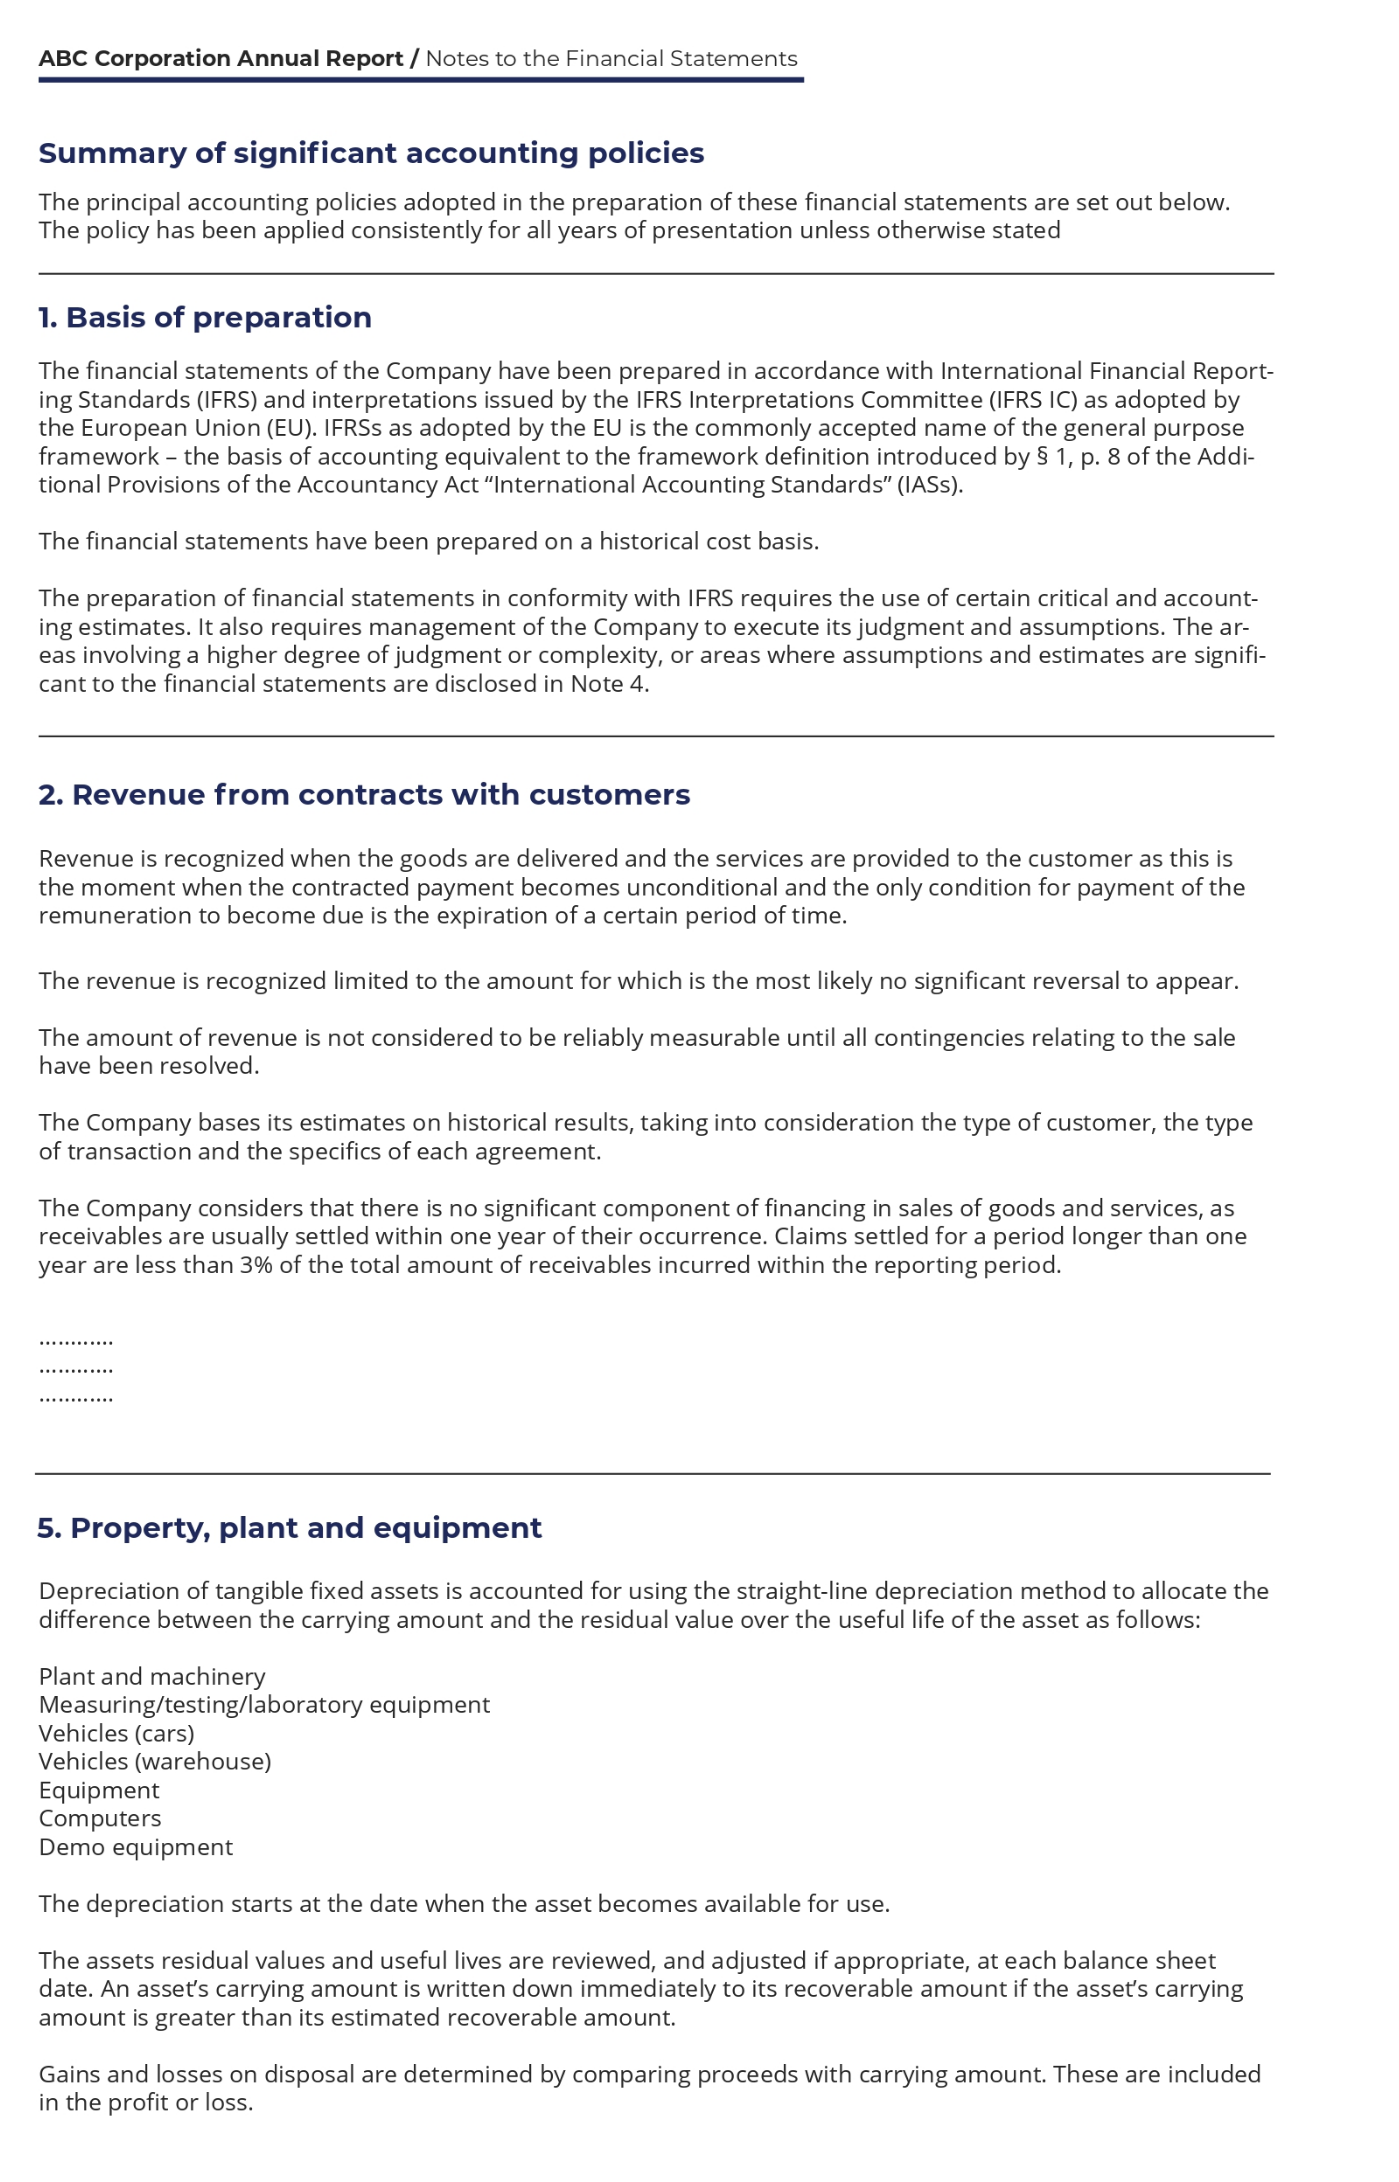 ABC Corporation Annual Report / Notes to the Financial Statements
Summary of significant accounting policies
The principal accounting policies adopted in the preparation of these financial statements are set out below.
The policy has been applied consistently for all years of presentation unless otherwise stated
1. Basis of preparation
The financial statements of the Company have been prepared in accordance with International Financial Report-
ing Standards (IFRS) and interpretations issued by the IFRS Interpretations Committee (IFRS IC) as adopted by
the European Union (EU). IFRSs as adopted by the EU is the commonly accepted name of the general purpose
framework – the basis of accounting equivalent to the framework definition introduced by § 1, p. 8 of the Addi-
tional Provisions of the Accountancy Act “International Accounting Standards” (IASs).
The financial statements have been prepared on a historical cost basis.
The preparation of financial statements in conformity with IFRS requires the use of certain critical and account-
ing estimates. It also requires management of the Company to execute its judgment and assumptions. The ar-
eas involving a higher degree of judgment or complexity, or areas where assumptions and estimates are signifi-
cant to the financial statements are disclosed in Note 4.
2. Revenue from contracts with customers
Revenue is recognized when the goods are delivered and the services are provided to the customer as this is
the moment when the contracted payment becomes unconditional and the only condition for payment of the
remuneration to become due is the expiration of a certain period of time.
The revenue is recognized limited to the amount for which is the most likely no significant reversal to appear.
The amount of revenue is not considered to be reliably measurable until all contingencies relating to the sale
have been resolved.
The Company bases its estimates on historical results, taking into consideration the type of customer, the type
of transaction and the specifics of each agreement.
The Company considers that there is no significant component of financing in sales of goods and services, as
receivables are usually settled within one year of their occurrence. Claims settled for a period longer than one
year are less than 3% of the total amount of receivables incurred within the reporting period.
............
............
............
5. Property, plant and equipment
Depreciation of tangible fixed assets is accounted for using the straight-line depreciation method to allocate the
difference between the carrying amount and the residual value over the useful life of the asset as follows:
Plant and machinery
Measuring/testing/laboratory equipment
Vehicles (cars)
Vehicles (warehouse)
Equipment
Computers
Demo equipment
The depreciation starts at the date when the asset becomes available for use.
The assets residual values and useful lives are reviewed, and adjusted if appropriate, at each balance sheet
date. An asset’s carrying amount is written down immediately to its recoverable amount if the asset’s carrying
amount is greater than its estimated recoverable amount.
Gains and losses on disposal are determined by comparing proceeds with carrying amount. These are included
in the profit or loss.